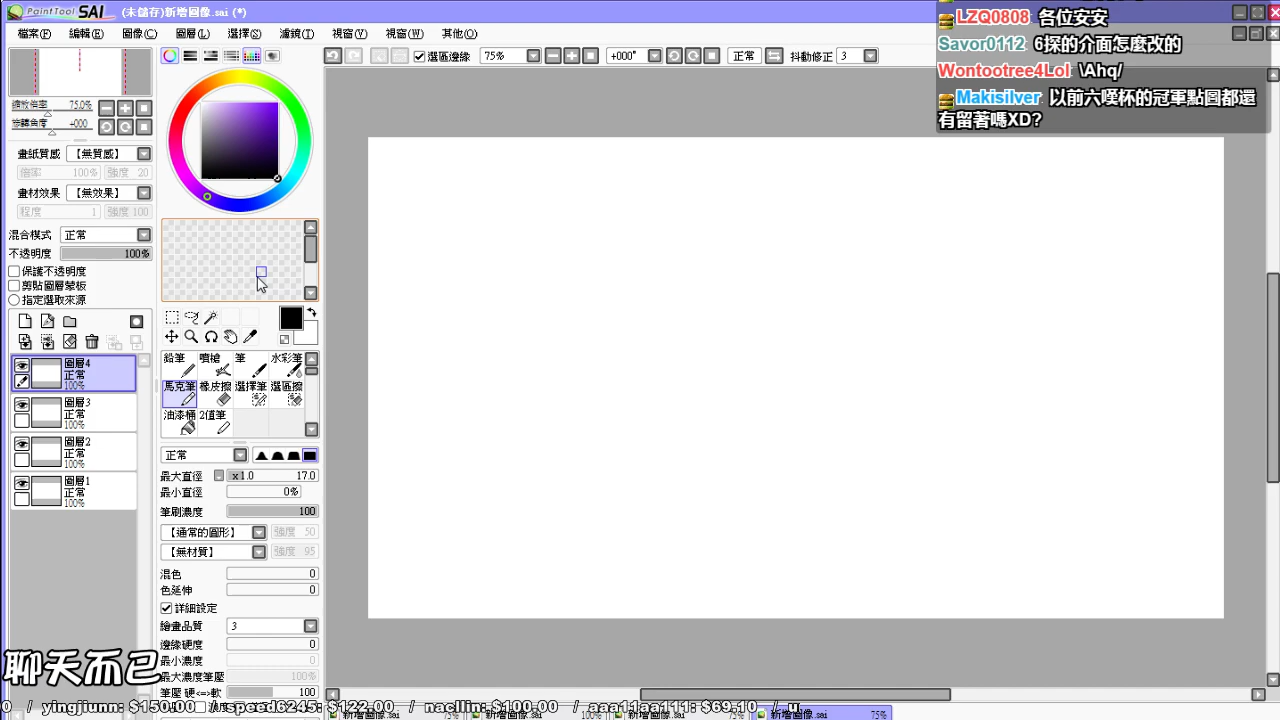 PaintTool SAI (未儲存)新增圖像.sai (*)
檔案(F) 編輯(E) 圖像(C) 圖層(L) 選擇(S) 濾鏡(T) 視窗(V) 視窗(W) 其他(O)
選區邊緣 75% +000° 正常 抖動修正 3
LZQ0808 各位安安
Savor0112 6探的介面怎麼改的
Wontootree4Lol \Ahq/
Makisilver 以前六嘆杯的冠軍點圖都還
有留著嗎XD?
縮放倍率 75.0%
旋轉角度 +000
畫紙質感 【無質感】
倍率 100% 強度 20
畫材效果 【無效果】
程度 1 強度 100
混合模式 正常
不透明度 100%
保護不透明度
剪貼圖層蒙板
指定選取來源
圖層4
正常
100%
圖層3
正常
100%
圖層2
正常
100%
圖層1
正常
100%
鉛筆 噴槍 筆 水彩筆
馬克筆 橡皮擦 選擇筆 選區擦
油漆桶 2值筆
正常
最大直徑 x1.0 17.0
最小直徑 0%
筆刷濃度 100
【通常的圓形】 強度 50
【無材質】 強度 95
混色 0
色延伸 0
詳細設定
繪畫品質 3
邊緣硬度 0
最小濃度 0
最大濃度筆壓 100%
筆壓 硬<=>軟 100
聊天而已
0 / yingjiunn: $150.00 / auspeed6245: $122.00 / nacllin: $100.00 / aaa11aa111: $69.10 / u
新增圖像.sai 75% 新增圖像.sai 100% 新增圖像.sai 75% 新增圖像.sai 75%